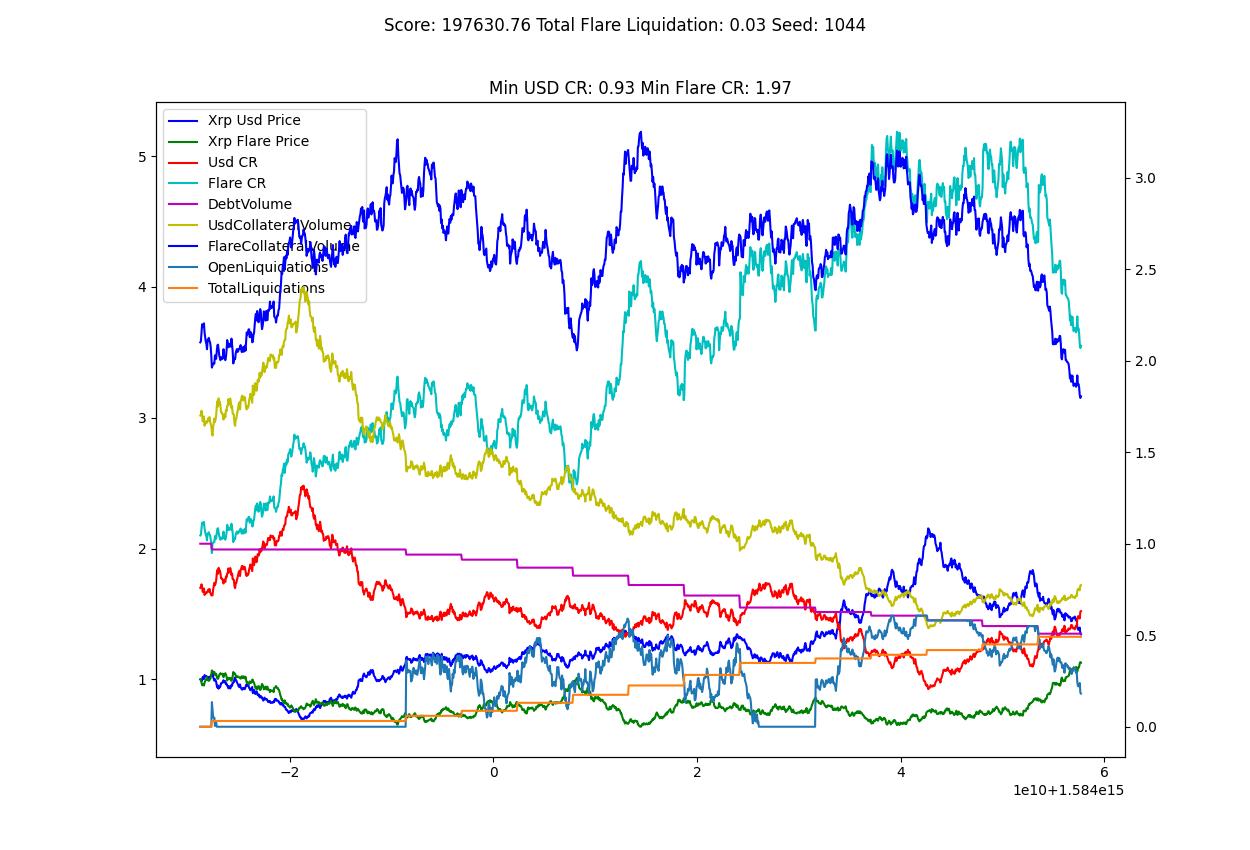 Score: 197630.76 Total Flare Liquidation: 0.03 Seed: 1044
Min USD CR: 0.93 Min Flare CR: 1.97
Xrp Usd Price
Xrp Flare Price
Usd CR
Flare CR
DebtVolume
UsdCollateralVolume
FlareCollateralVolume
OpenLiquidations
TotalLiquidations
5
4
3
2
1
3.0
2.5
2.0
1.5
1.0
0.5
0.0
−2
0
2
4
6
1e10+1.584e15